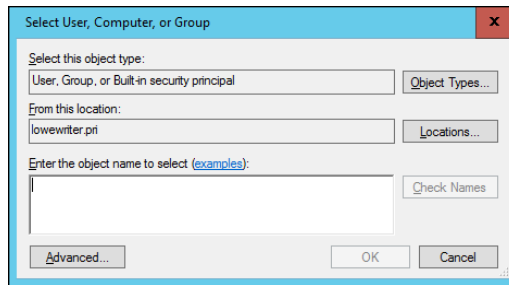 Select User, Computer, or Group
x
Select this object type:
User, Group, or Built-in security principal
Object Types...
From this location:
lowewriter.pri
Locations...
Enter the object name to select (examples):
Check Names
Advanced...
OK
Cancel